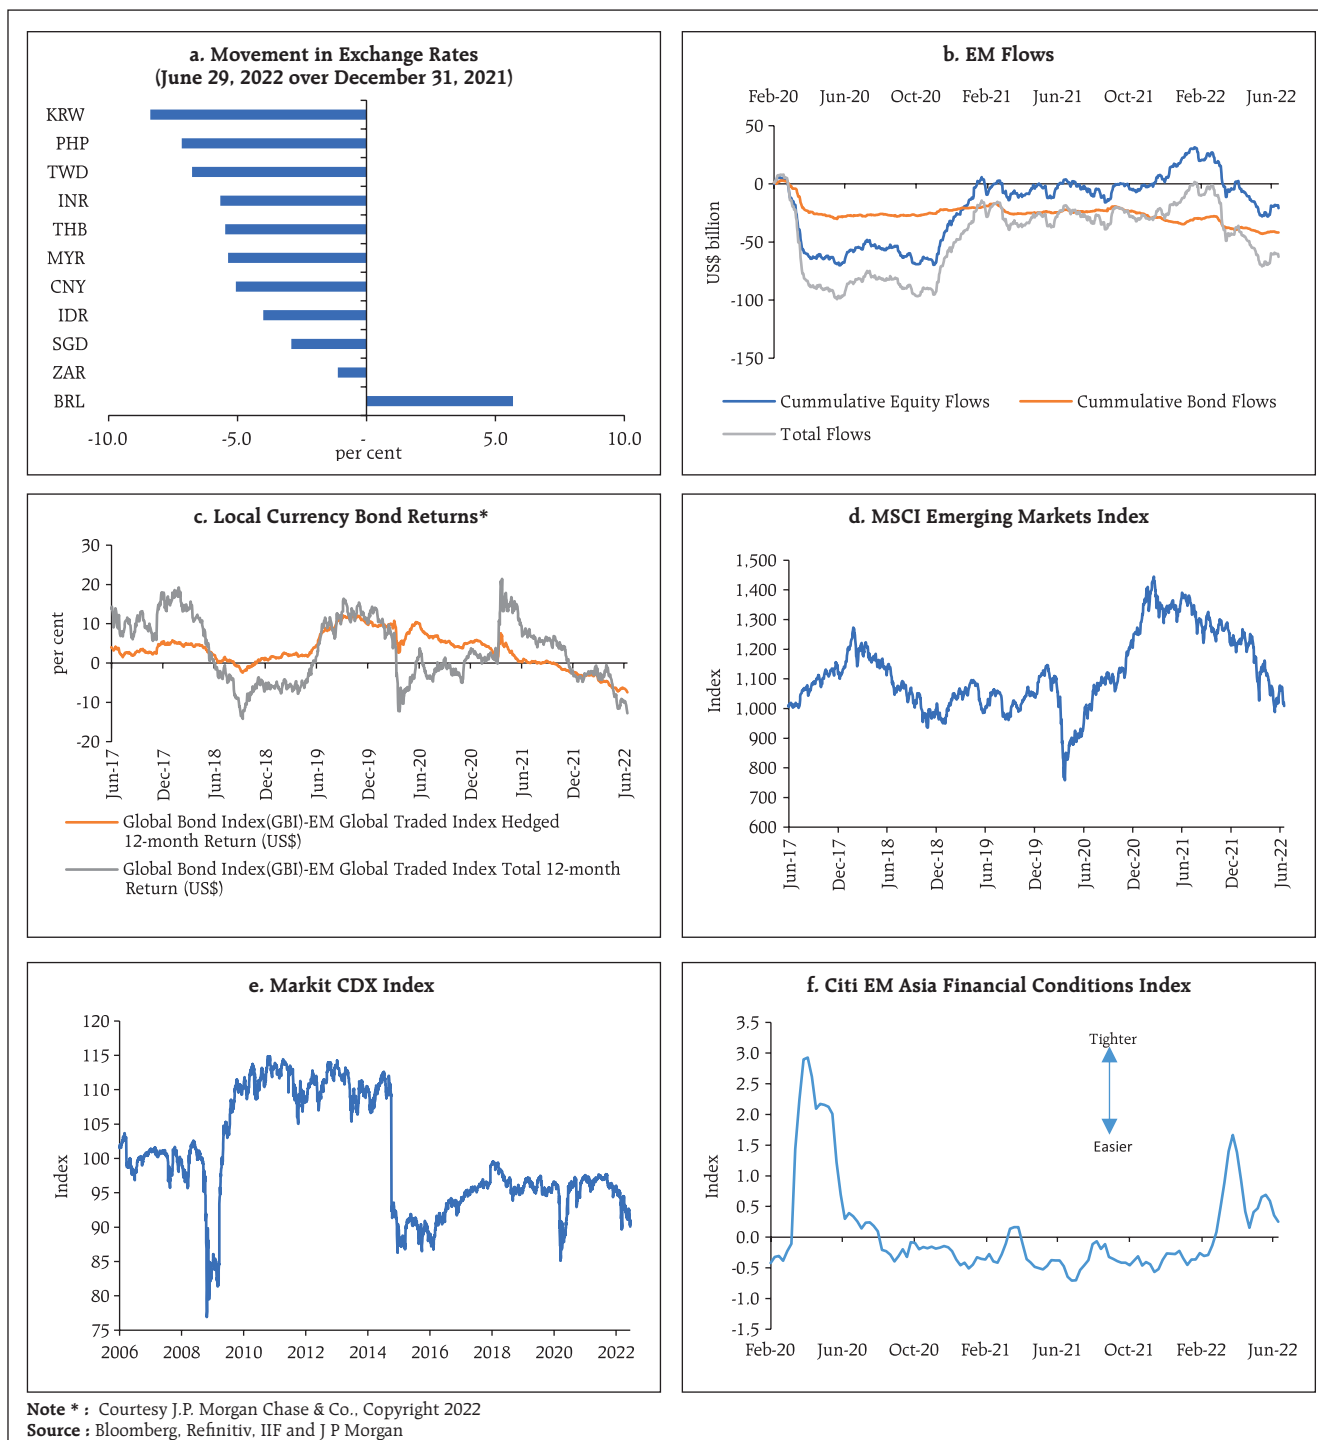 a. Movement in Exchange Rates
(June 29, 2022 over December 31, 2021)
KRW
PHP
TWD
INR
THB
MYR
CNY
IDR
SGD
ZAR
BRL
-10.0 -5.0 - 5.0 10.0
per cent
b. EM Flows
Feb-20 Jun-20 Oct-20 Feb-21 Jun-21 Oct-21 Feb-22 Jun-22
50
0
-50
-100
-150
US$ billion
Cummulative Equity Flows Cummulative Bond Flows
Total Flows
c. Local Currency Bond Returns*
30
20
10
0
-10
-20
per cent
Jun-17 Dec-17 Jun-18 Dec-18 Jun-19 Dec-19 Jun-20 Dec-20 Jun-21 Dec-21 Jun-22
Global Bond Index(GBI)-EM Global Traded Index Hedged
12-month Return (US$)
Global Bond Index(GBI)-EM Global Traded Index Total 12-month
Return (US$)
d. MSCI Emerging Markets Index
1,500
1,400
1,300
1,200
1,100
1,000
900
800
700
600
Index
Jun-17 Dec-17 Jun-18 Dec-18 Jun-19 Dec-19 Jun-20 Dec-20 Jun-21 Dec-21 Jun-22
e. Markit CDX Index
120
115
110
105
100
95
90
85
80
75
Index
2006 2008 2010 2012 2014 2016 2018 2020 2022
f. Citi EM Asia Financial Conditions Index
3.5
3.0
2.5
2.0
1.5
1.0
0.5
0.0
-0.5
-1.0
-1.5
Index
Tighter
Easier
Feb-20 Jun-20 Oct-20 Feb-21 Jun-21 Oct-21 Feb-22 Jun-22
Note * : Courtesy J.P. Morgan Chase & Co., Copyright 2022
Source : Bloomberg, Refinitiv, IIF and J P Morgan